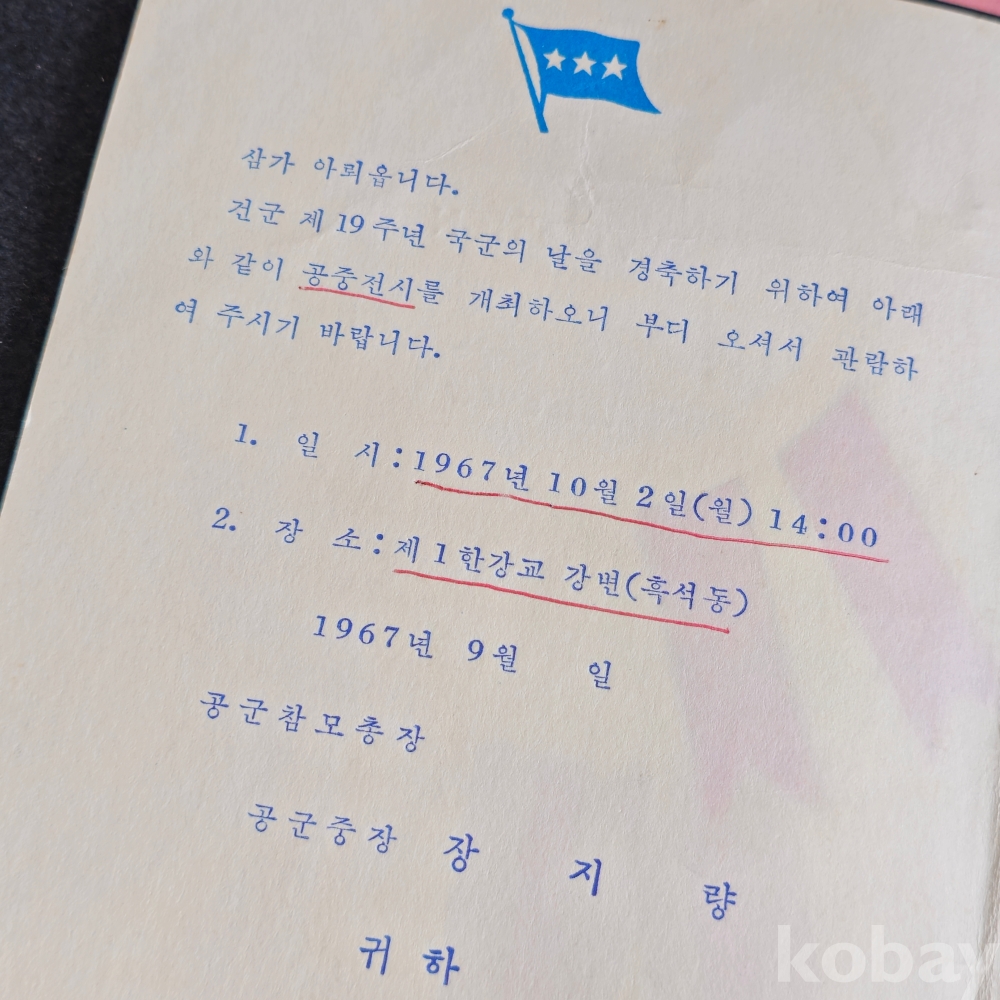 삼가 아뢰옵니다.
건군 제 19 주년 국군의 날을 경축하기 위하여 아래
와 같이 공중전시를 개최하오니 부디 오셔서 관람하
여 주시기 바랍니다.
1. 일 시 : 1967년 10월 2일(월) 14:00
2. 장 소 : 제 1 한강교 강변(흑석동)
1967년 9월 일
공군참모총장
공군중장 장 지 량
귀하
kobay